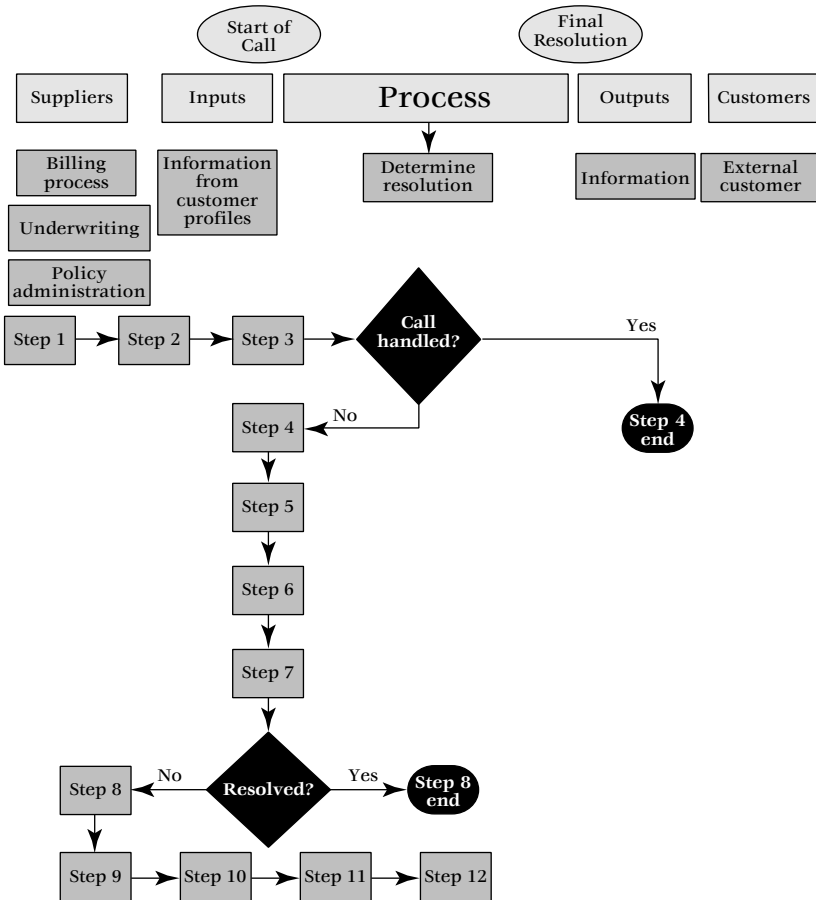 Start of
Call
Final
Resolution
Suppliers
Inputs
Process
Outputs
Customers
Billing
process
Underwriting
Policy
administration
Information
from
customer
profiles
Determine
resolution
Information
External
customer
Step 1
Step 2
Step 3
Call
handled?
Yes
Step 4
end
No
Step 4
Step 5
Step 6
Step 7
Resolved?
No
Yes
Step 8
end
Step 8
Step 9
Step 10
Step 11
Step 12